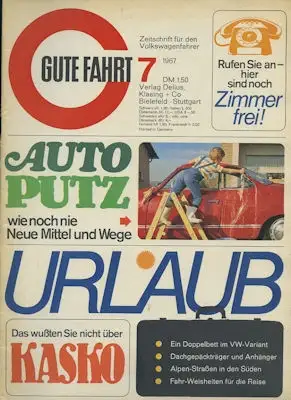 GUTE FAHRT
Zeitschrift für den
Volkswagenfahrer
7
1967
DM 1.50
Verlag Delius,
Klasing + Co
Bielefeld · Stuttgart
Printed in Germany
Rufen Sie an –
hier
sind noch
Zimmer
frei!
AUTO
PUTZ
wie noch nie
Neue Mittel und Wege
URLAUB
Das wußten Sie nicht über
KASKO
Ein Doppelbett im VW-Variant
Dachgepäckträger und Anhänger
Alpen-Straßen in den Süden
Fahr-Weisheiten für die Reise